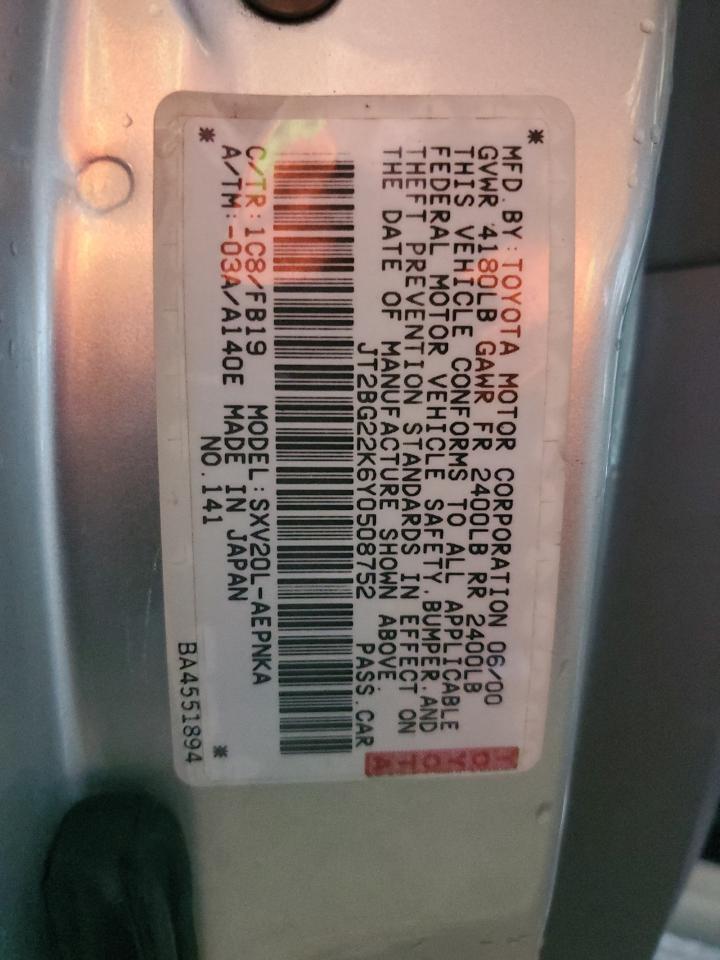 *
MFD.BY:TOYOTA MOTOR CORPORATION 06/00
GVWR 4180LB GAWR FR 2400LB RR 2400LB
THIS VEHICLE CONFORMS TO ALL APPLICABLE
FEDERAL MOTOR VEHICLE SAFETY,BUMPER,AND
THEFT PREVENTION STANDARDS IN EFFECT ON
THE DATE OF MANUFACTURE SHOWN ABOVE.
TOYOTA
JT2BG22K6Y0508752 PASS.CAR
C/TR:1C8/FB19 MODEL:SXV20L-AEPNKA
A/TM:-03A/A140E MADE IN JAPAN
* NO.141 *
BA4551894